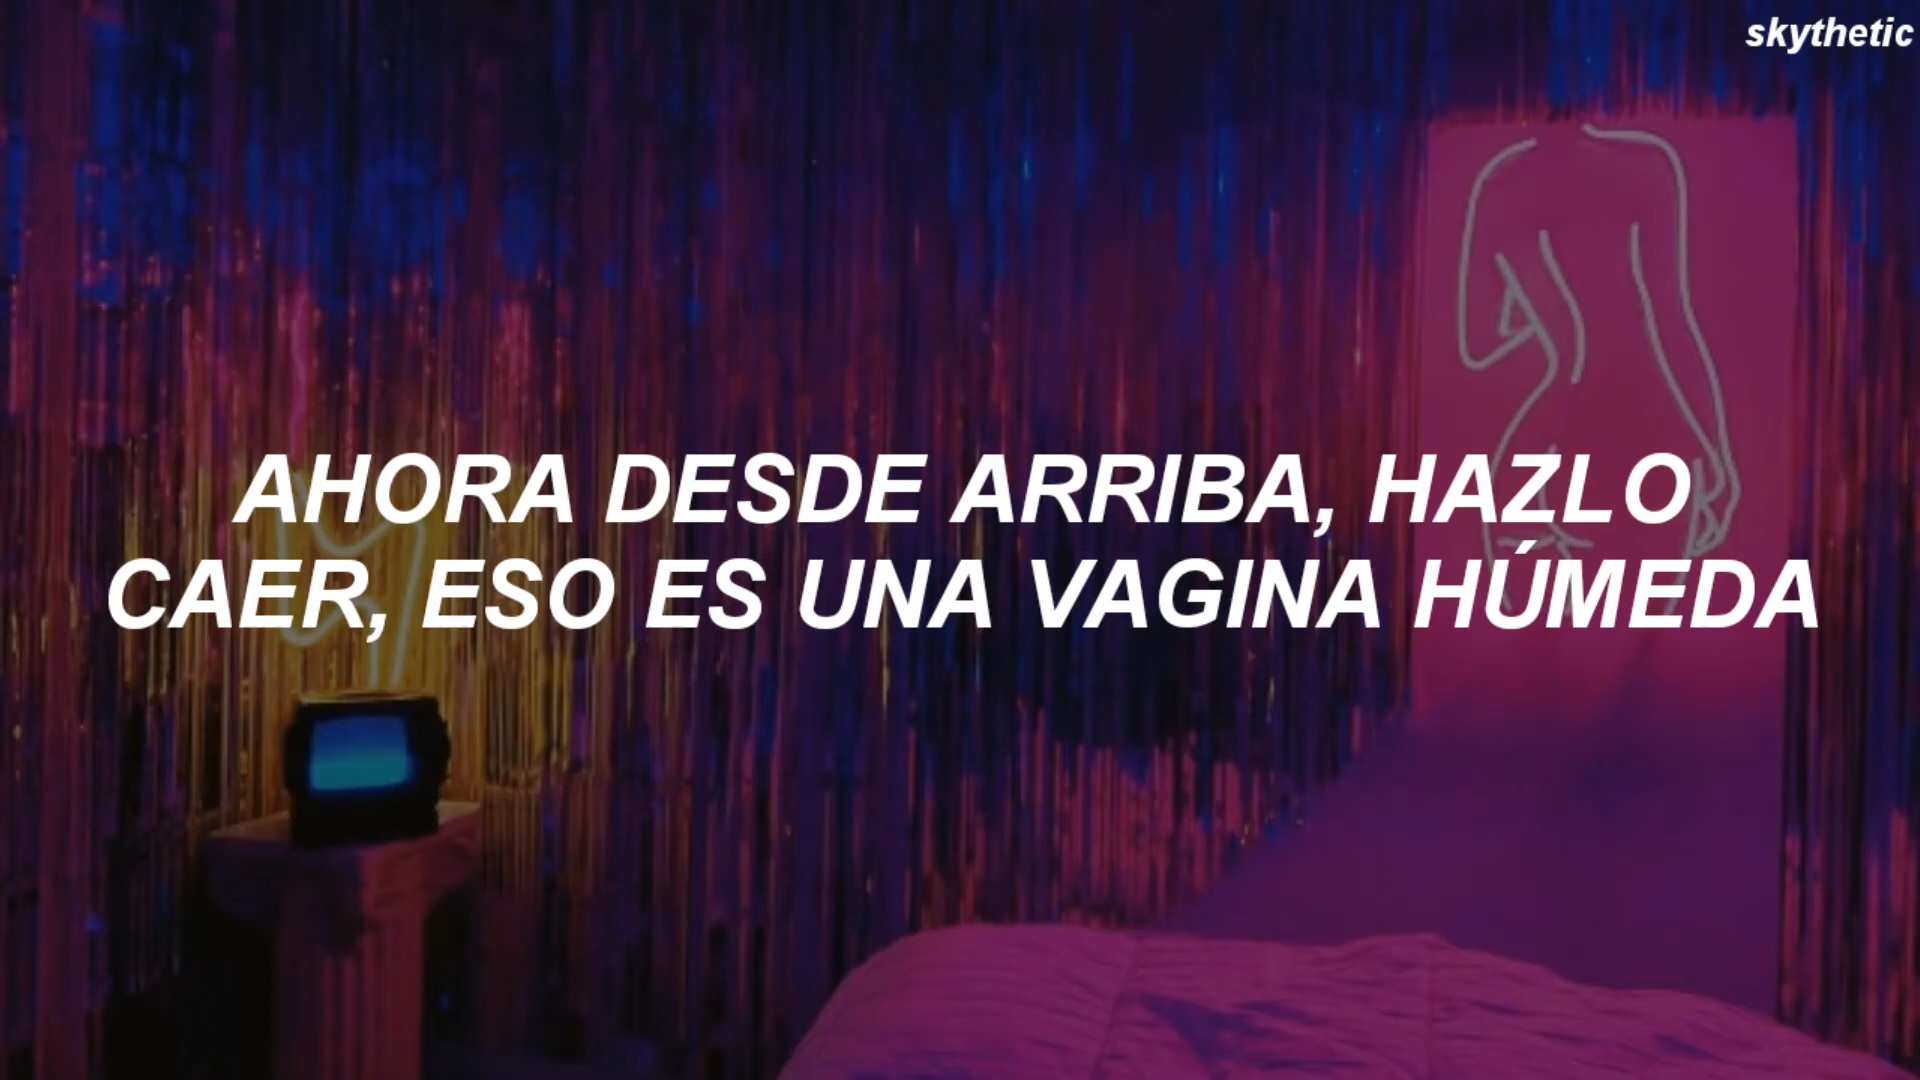 skythetic
AHORA DESDE ARRIBA, HAZLO
CAER, ESO ES UNA VAGINA HÚMEDA